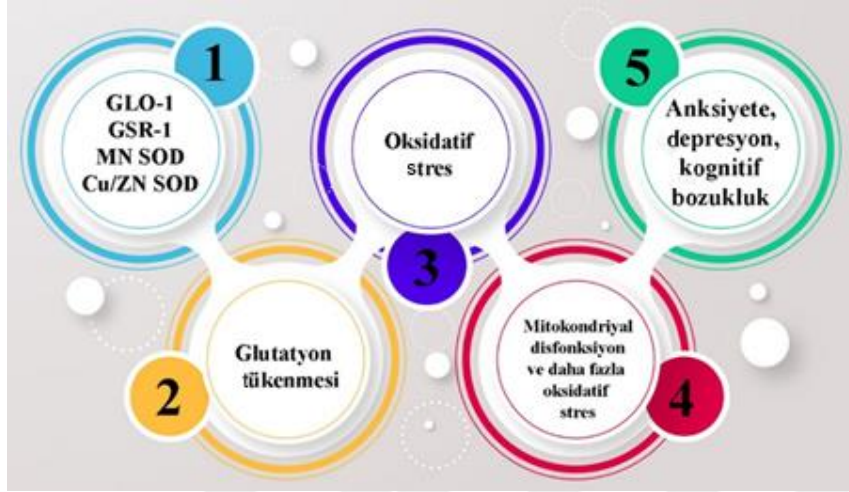 1
GLO-1
GSR-1
MN SOD
Cu/ZN SOD
2
Glutatyon
tükenmesi
3
Oksidatif
stres
4
Mitokondriyal
disfonksiyon
ve daha fazla
oksidatif
stres
5
Anksiyete,
depresyon,
kognitif
bozukluk